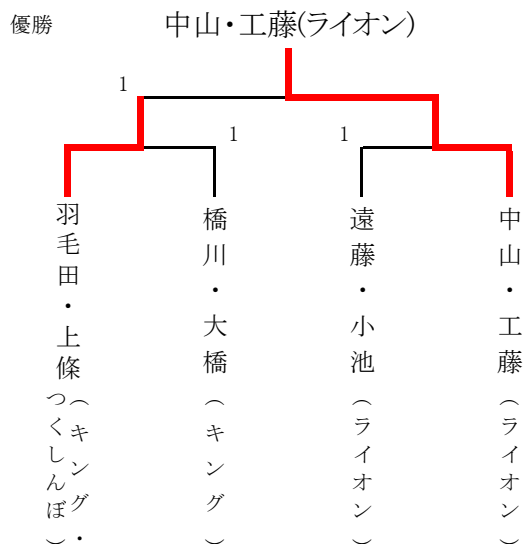 優勝
中山・工藤(ライオン)
1
1
1
羽毛田・上條(キング・
つくしんぼ)
橋川・大橋(キング)
遠藤・小池(ライオン)
中山・工藤(ライオン)